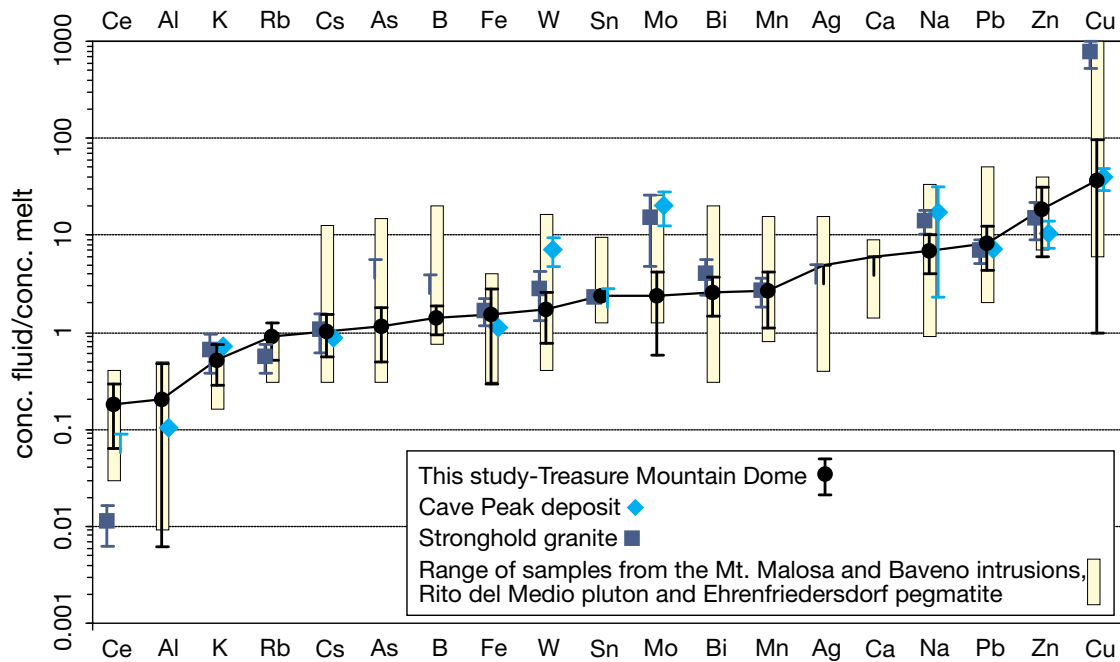 Ce Al K Rb Cs As B Fe W Sn Mo Bi Mn Ag Ca Na Pb Zn Cu
1000
100
10
1
0.1
0.01
0.001
conc. fluid/conc. melt
This study-Treasure Mountain Dome
Cave Peak deposit
Stronghold granite
Range of samples from the Mt. Malosa and Baveno intrusions,
Rito del Medio pluton and Ehrenfriedersdorf pegmatite
Ce Al K Rb Cs As B Fe W Sn Mo Bi Mn Ag Ca Na Pb Zn Cu